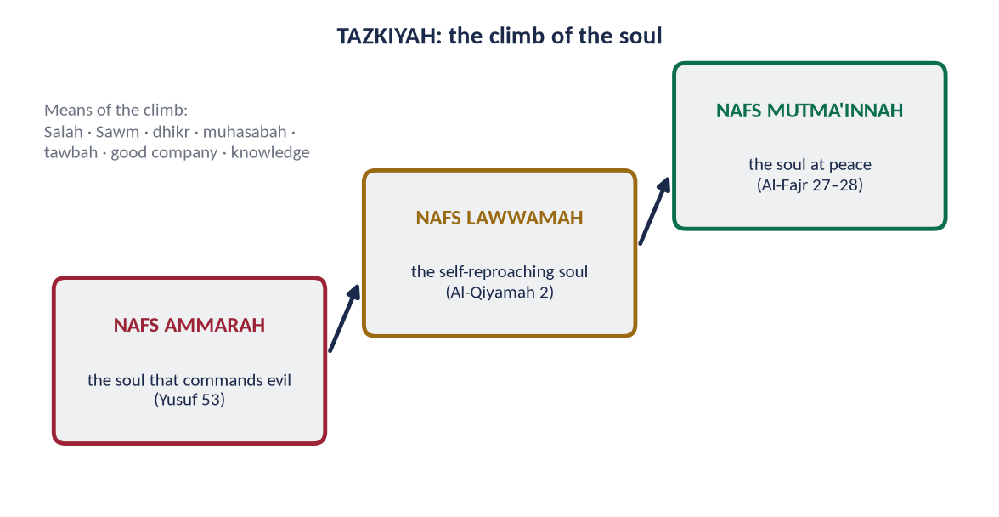 TAZKIYAH: the climb of the soul
Means of the climb:
Salah · Sawm · dhikr · muhasabah ·
tawbah · good company · knowledge
NAFS AMMARAH
the soul that commands evil
(Yusuf 53)
NAFS LAWWAMAH
the self-reproaching soul
(Al-Qiyamah 2)
NAFS MUTMA'INNAH
the soul at peace
(Al-Fajr 27–28)